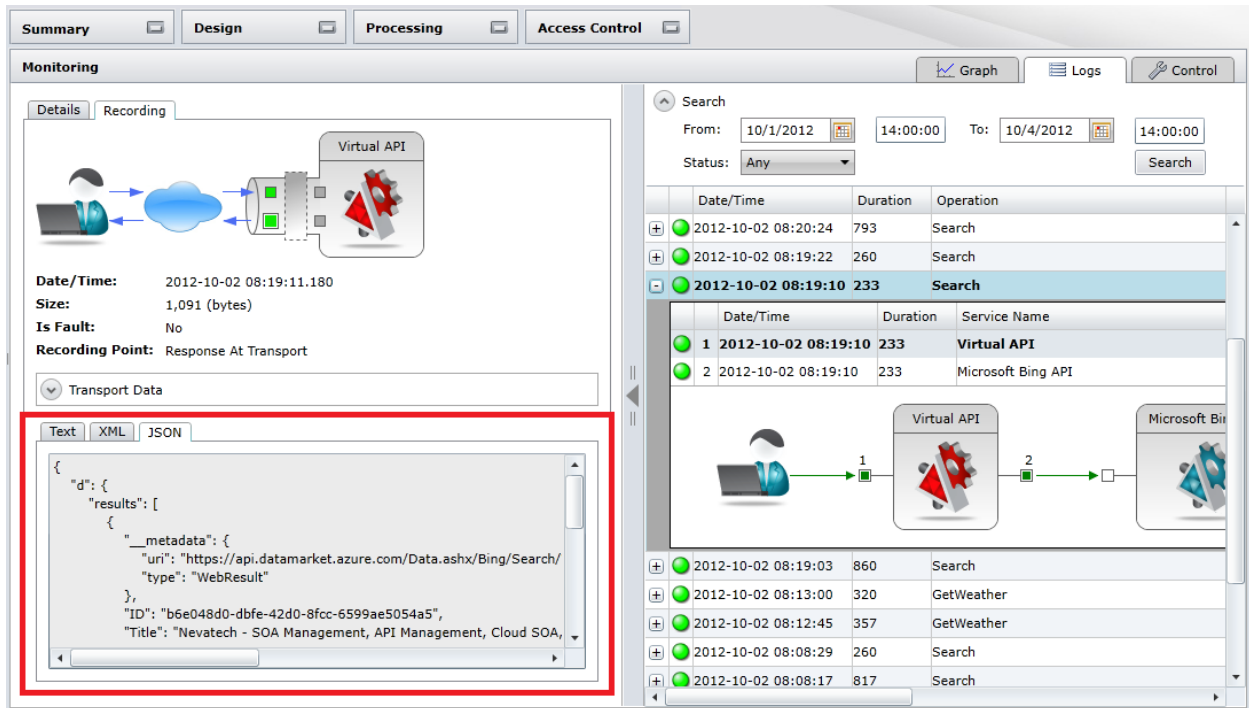 Summary
Design
Processing
Access Control
Monitoring
Graph
Logs
Control
Details
Recording
Virtual API
Date/Time: 2012-10-02 08:19:11.180
Size: 1,091 (bytes)
Is Fault: No
Recording Point: Response At Transport
Transport Data
Text XML JSON
{
"d": {
"results": [
{
"__metadata": {
"uri": "https://api.datamarket.azure.com/Data.ashx/Bing/Search/
"type": "WebResult"
},
"ID": "b6e048d0-dbfe-42d0-8fcc-6599ae5054a5",
"Title": "Nevatech - SOA Management, API Management, Cloud SOA,
Search
From: 10/1/2012 14:00:00 To: 10/4/2012 14:00:00
Status: Any Search
Date/Time Duration Operation
2012-10-02 08:20:24 793 Search
2012-10-02 08:19:22 260 Search
2012-10-02 08:19:10 233 Search
Date/Time Duration Service Name
1 2012-10-02 08:19:10 233 Virtual API
2 2012-10-02 08:19:10 233 Microsoft Bing API
Virtual API
Microsoft Bin
1
2
2012-10-02 08:19:03 860 Search
2012-10-02 08:13:00 320 GetWeather
2012-10-02 08:12:45 357 GetWeather
2012-10-02 08:08:29 260 Search
2012-10-02 08:08:17 817 Search